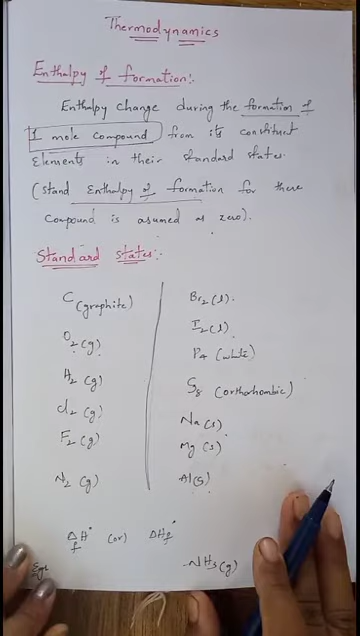 Thermodynamics
Enthalpy of formation:-
Enthalpy change during the formation of
1 mole compound from its constituent
Elements in their standard states.
(stand Enthalpy of formation for these
compound is asumed as zero).
Standard states:-
C(graphite)
O2(g)
H2(g)
Cl2(g)
F2(g)
N2(g)
Br2(l).
I2(l)
P4(white)
S8 (orthorhombic)
Na(s)
Mg(s)
Al(s)
ΔfH° (or) ΔHf°
Eg:
NH3(g)